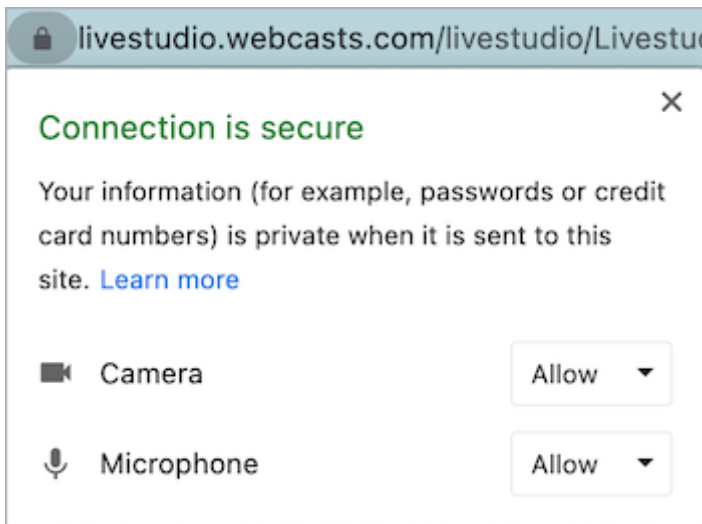 livestudio.webcasts.com/livestudio/Livestu
Connection is secure
Your information (for example, passwords or credit
card numbers) is private when it is sent to this
site. Learn more
Camera
Allow
Microphone
Allow